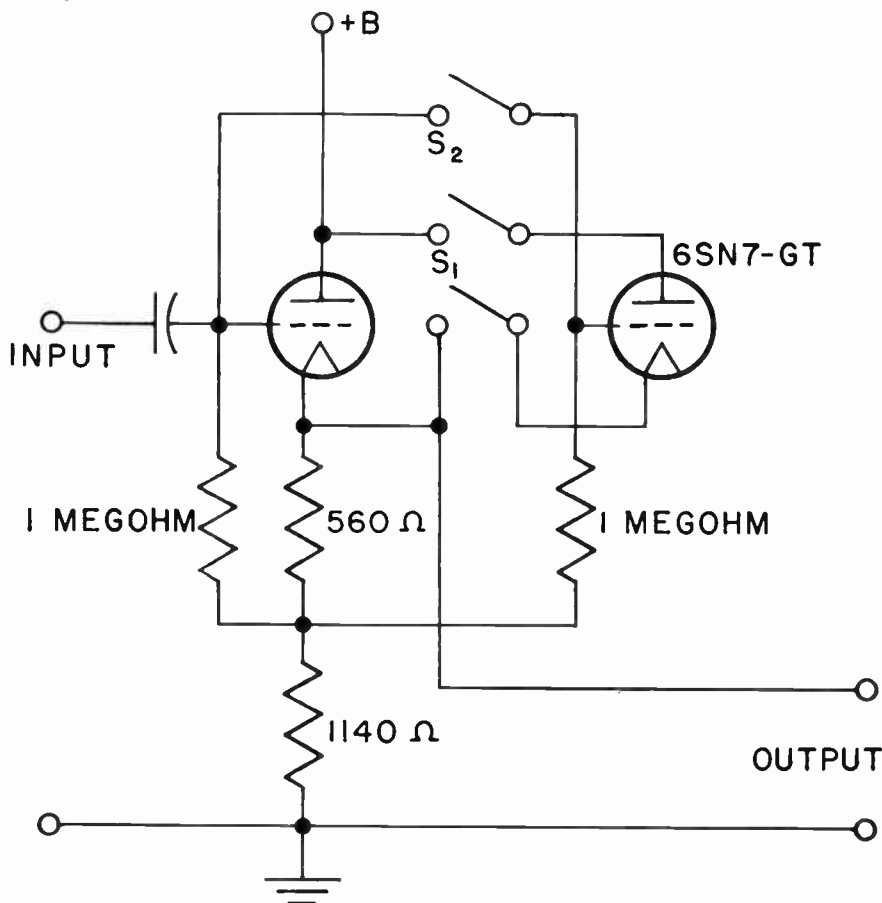 +B
S₂
S₁
6SN7-GT
INPUT
1 MEGOHM
560 Ω
1 MEGOHM
1140 Ω
OUTPUT